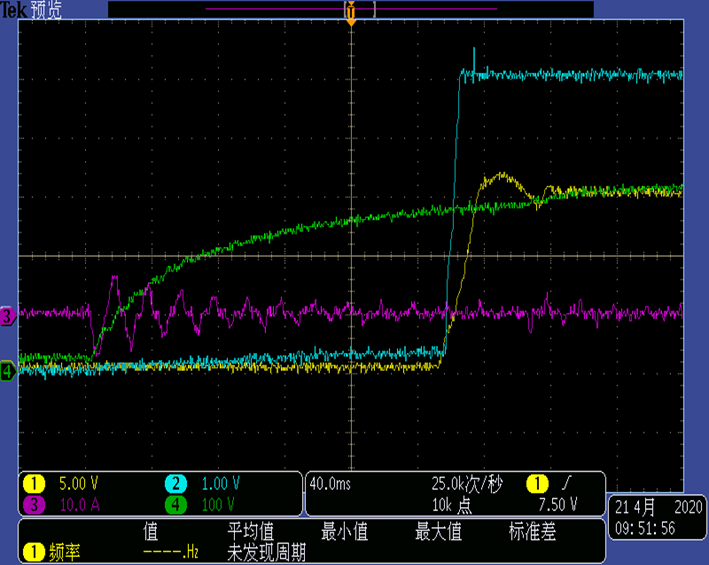 Tek 预览
T
3
4
1 5.00 V 2 1.00 V
3 10.0 A 4 100 V
40.0ms 25.0k次/秒 1 7.50 V
10k 点
值 平均值 最小值 最大值 标准差
1 频率 ----.Hz 未发现周期
21 4月 2020
09:51:56